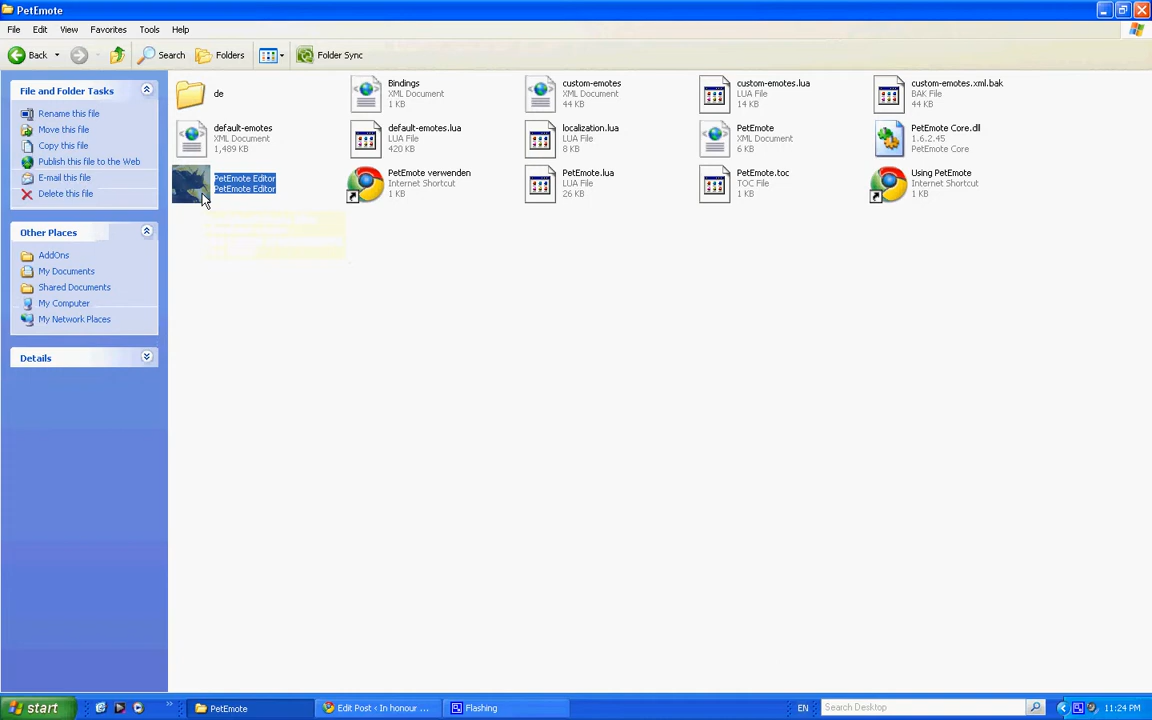 PetEmote
File Edit View Favorites Tools Help
Back Search Folders Folder Sync
File and Folder Tasks
Rename this file
Move this file
Copy this file
Publish this file to the Web
E-mail this file
Delete this file
Other Places
AddOns
My Documents
Shared Documents
My Computer
My Network Places
Details
de
Bindings
XML Document
1 KB
custom-emotes
XML Document
44 KB
custom-emotes.lua
LUA File
14 KB
custom-emotes.xml.bak
BAK File
44 KB
default-emotes
XML Document
1,489 KB
default-emotes.lua
LUA File
420 KB
localization.lua
LUA File
8 KB
PetEmote
XML Document
6 KB
PetEmote Core.dll
1.6.2.45
PetEmote Core
PetEmote Editor
PetEmote Editor
PetEmote verwenden
Internet Shortcut
1 KB
PetEmote.lua
LUA File
26 KB
PetEmote.toc
TOC File
1 KB
Using PetEmote
Internet Shortcut
1 KB
start PetEmote Edit Post < In honour ... Flashing EN Search Desktop 11:24 PM